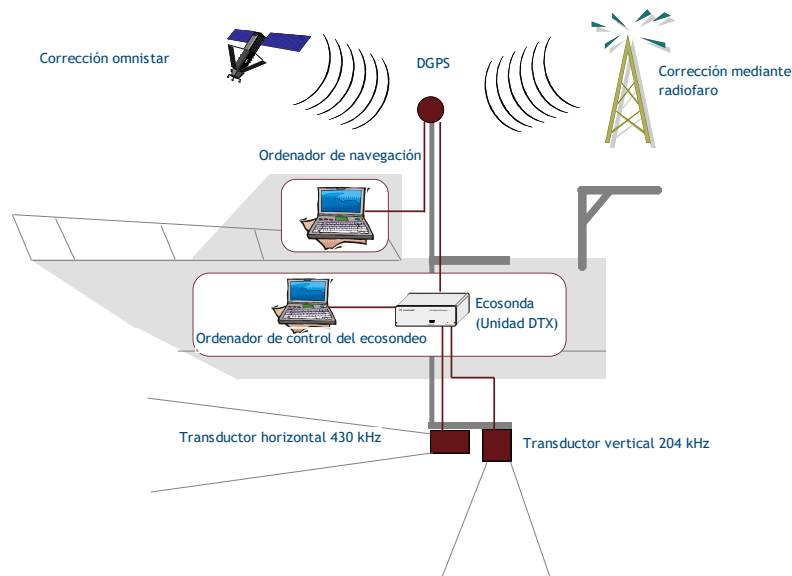 Corrección omnistar
DGPS
Corrección mediante
radiofaro
Ordenador de navegación
Ecosonda
(Unidad DTX)
Ordenador de control del ecosondeo
Transductor horizontal 430 kHz
Transductor vertical 204 kHz